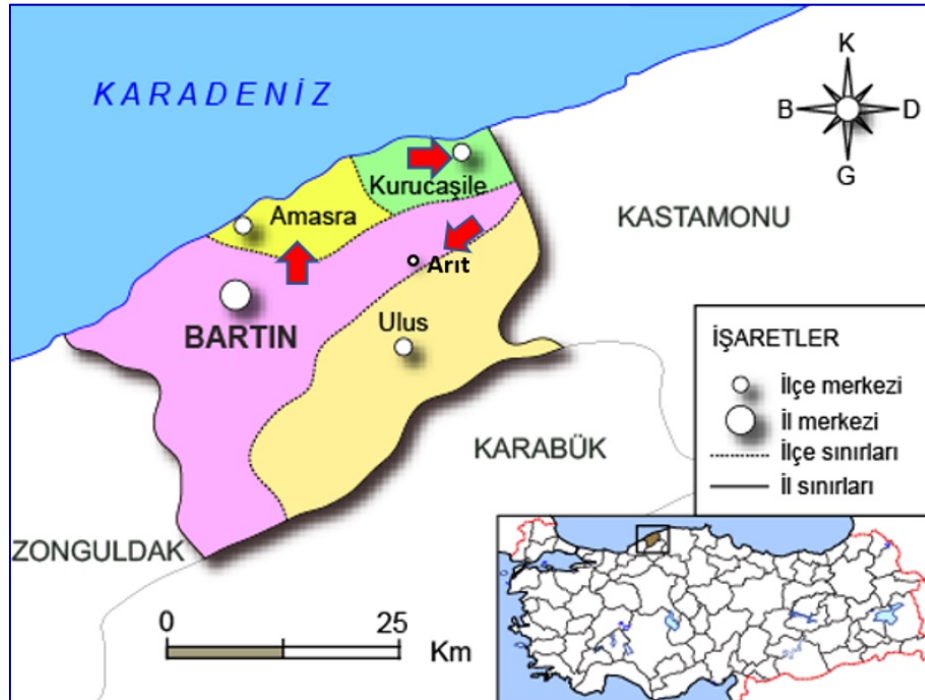 KARADENİZ
K
B
D
G
Kurucaşile
Amasra
KASTAMONU
Arıt
BARTIN
Ulus
KARABÜK
ZONGULDAK
İŞARETLER
İlçe merkezi
İl merkezi
İlçe sınırları
İl sınırları
0
25
Km